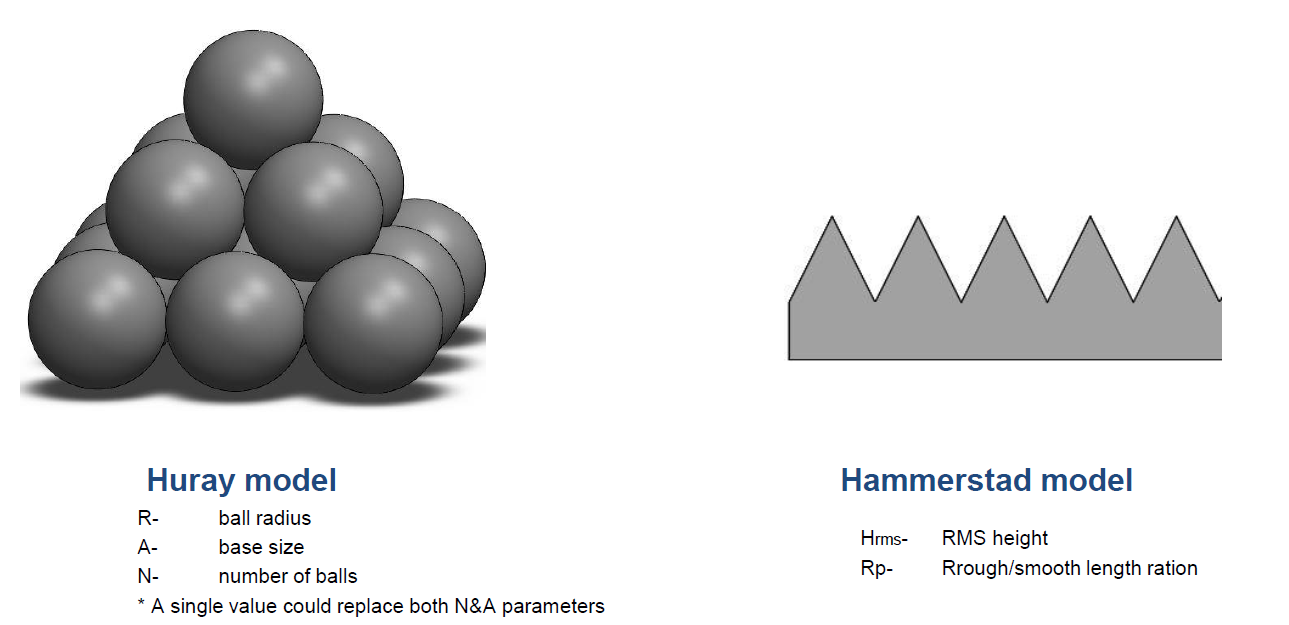 Huray model
R- ball radius
A- base size
N- number of balls
* A single value could replace both N&A parameters
Hammerstad model
Hrms- RMS height
Rp- Rrough/smooth length ration